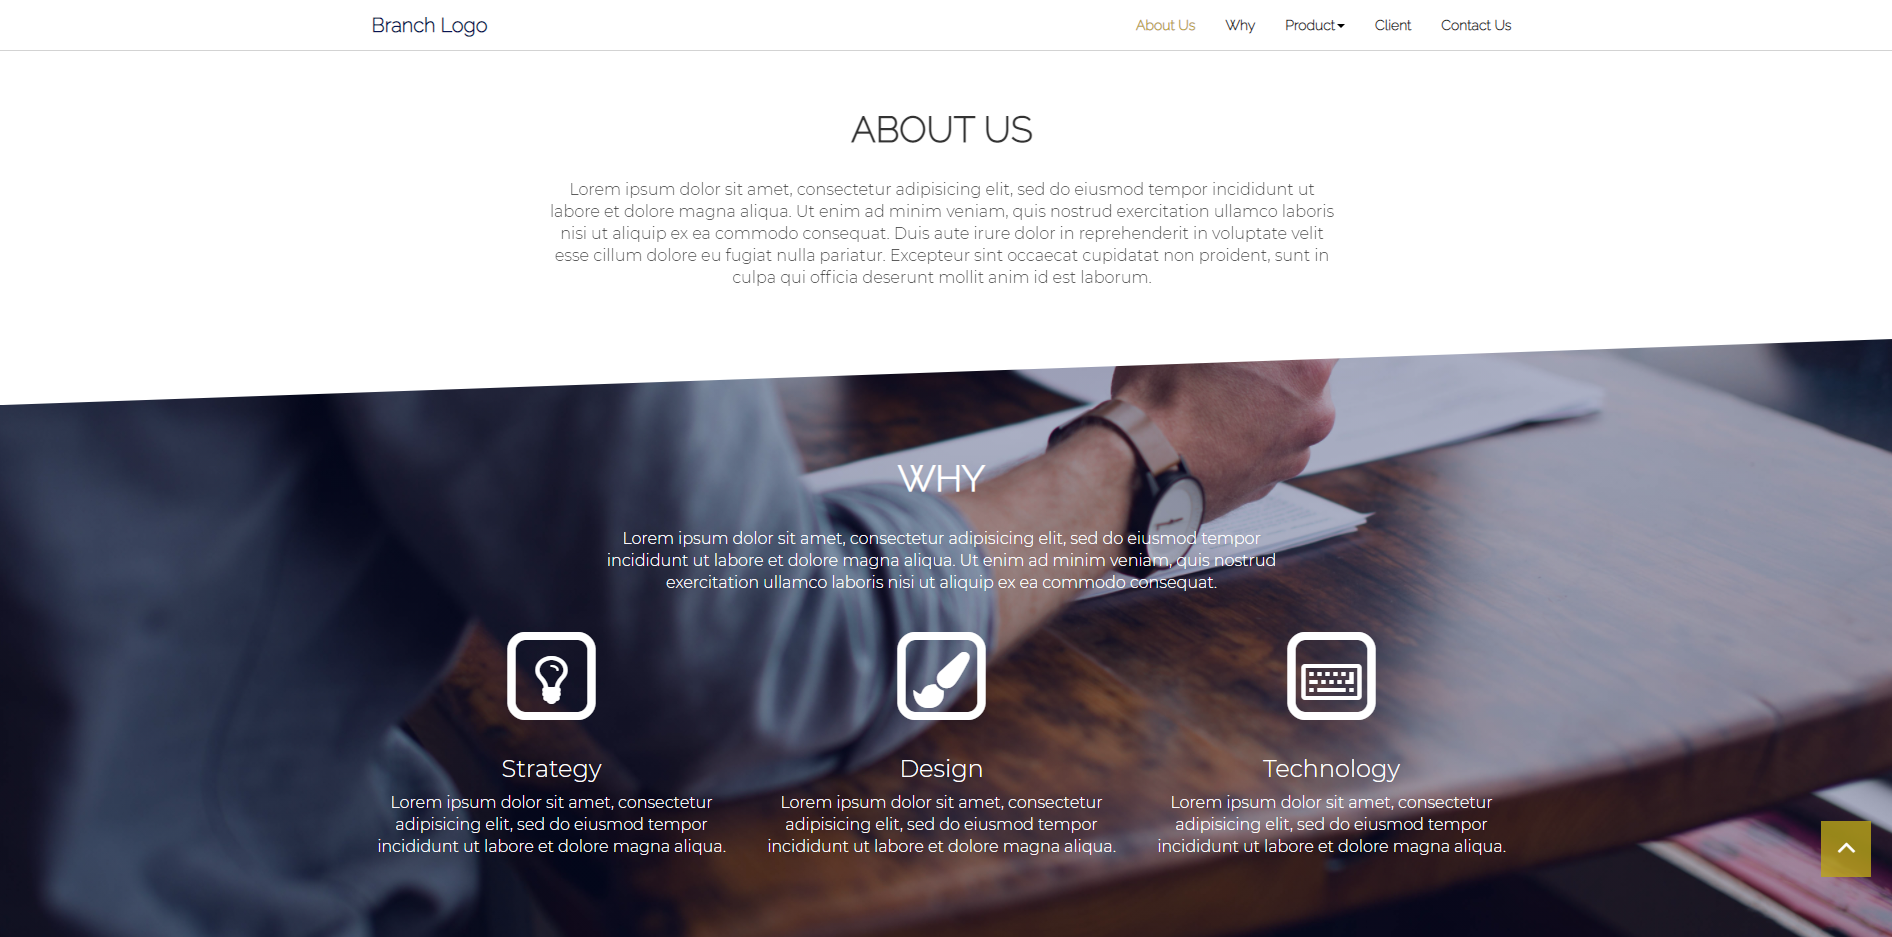 Branch Logo
About Us
Why
Product
Client
Contact Us
ABOUT US
Lorem ipsum dolor sit amet, consectetur adipisicing elit, sed do eiusmod tempor incididunt ut
labore et dolore magna aliqua. Ut enim ad minim veniam, quis nostrud exercitation ullamco laboris
nisi ut aliquip ex ea commodo consequat. Duis aute irure dolor in reprehenderit in voluptate velit
esse cillum dolore eu fugiat nulla pariatur. Excepteur sint occaecat cupidatat non proident, sunt in
culpa qui officia deserunt mollit anim id est laborum.
WHY
Lorem ipsum dolor sit amet, consectetur adipisicing elit, sed do eiusmod tempor
incididunt ut labore et dolore magna aliqua. Ut enim ad minim veniam, quis nostrud
exercitation ullamco laboris nisi ut aliquip ex ea commodo consequat.
Strategy
Lorem ipsum dolor sit amet, consectetur
adipisicing elit, sed do eiusmod tempor
incididunt ut labore et dolore magna aliqua.
Design
Lorem ipsum dolor sit amet, consectetur
adipisicing elit, sed do eiusmod tempor
incididunt ut labore et dolore magna aliqua.
Technology
Lorem ipsum dolor sit amet, consectetur
adipisicing elit, sed do eiusmod tempor
incididunt ut labore et dolore magna aliqua.